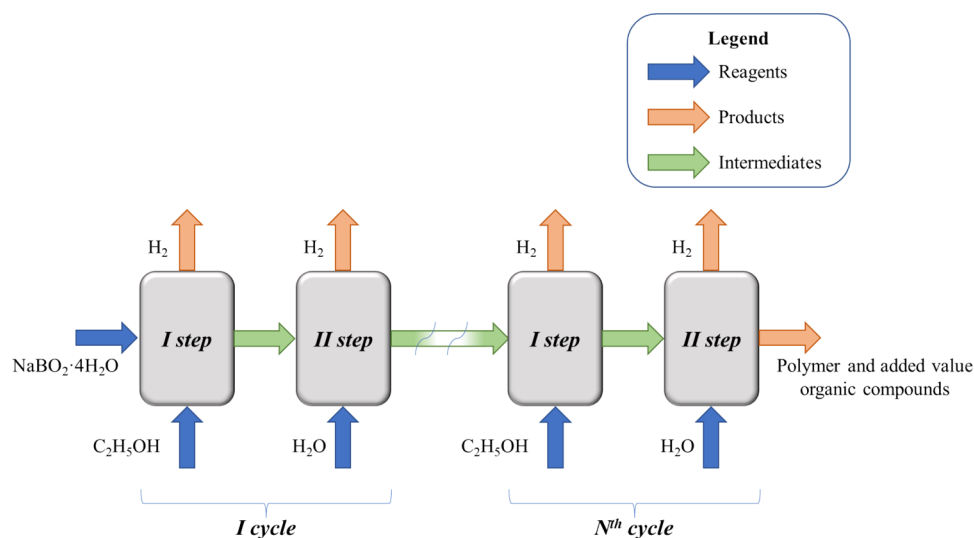 Legend
Reagents
Products
Intermediates
H₂
H₂
H₂
H₂
I step
II step
I step
II step
NaBO₂·4H₂O
Polymer and added value
organic compounds
C₂H₅OH
H₂O
C₂H₅OH
H₂O
I cycle
Nᵗʰ cycle